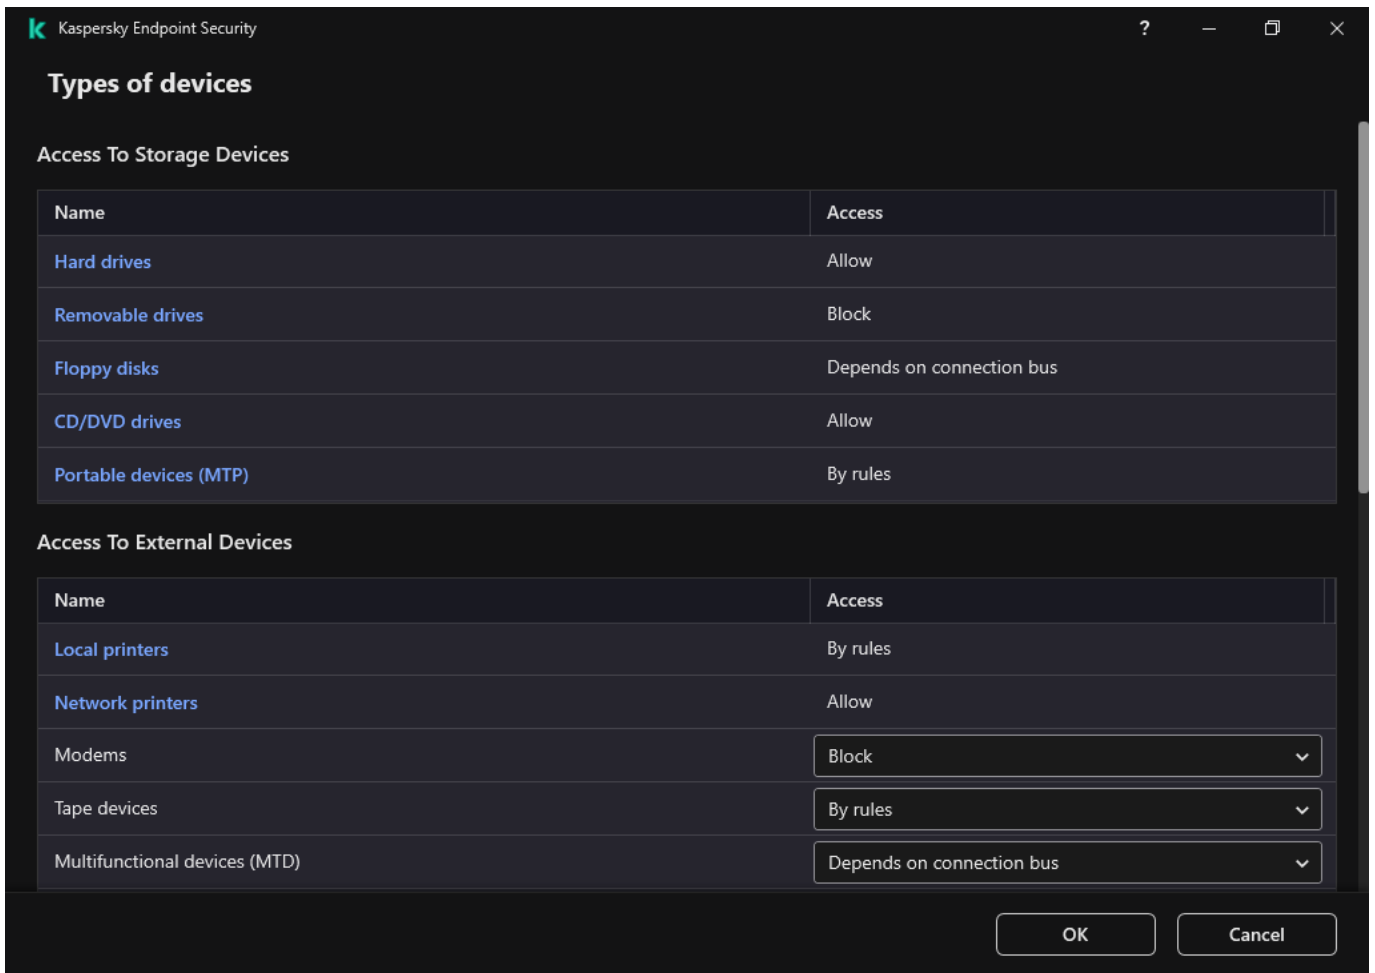 Kaspersky Endpoint Security ?
Types of devices
Access To Storage Devices
Name Access
Hard drives Allow
Removable drives Block
Floppy disks Depends on connection bus
CD/DVD drives Allow
Portable devices (MTP) By rules
Access To External Devices
Name Access
Local printers By rules
Network printers Allow
Modems Block
Tape devices By rules
Multifunctional devices (MTD) Depends on connection bus
OK Cancel